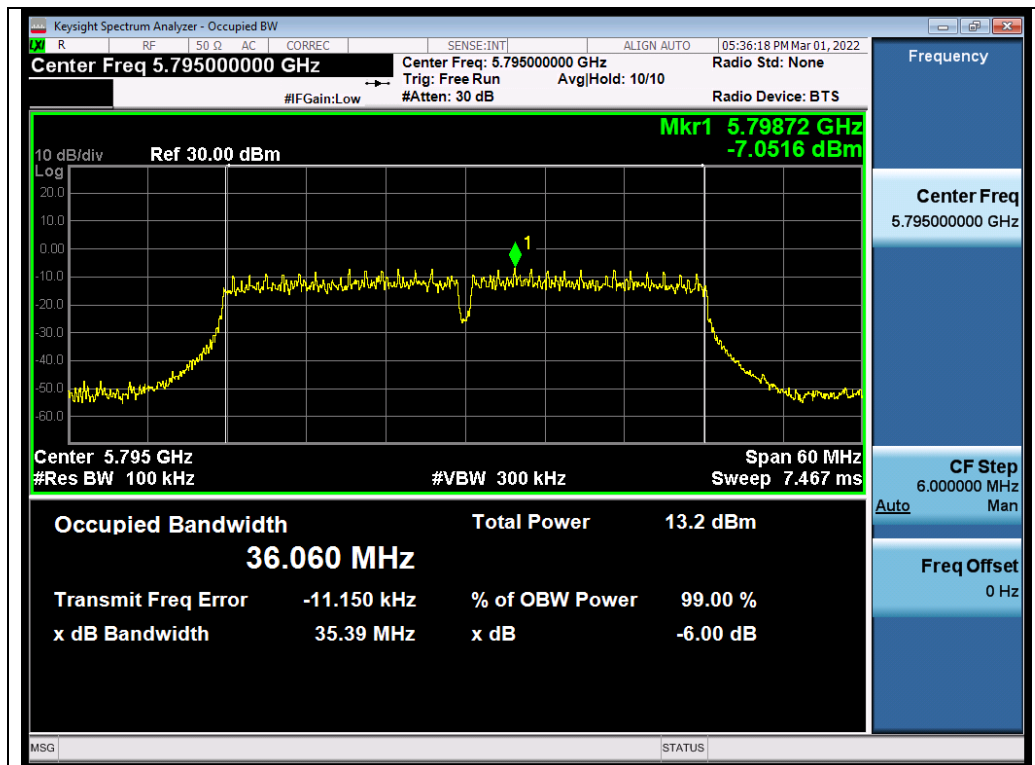 Keysight Spectrum Analyzer - Occupied BW
LXI R RF 50 Ω AC CORREC SENSE:INT ALIGN AUTO 05:36:18 PM Mar 01, 2022
Center Freq 5.795000000 GHz
Center Freq: 5.795000000 GHz
Radio Std: None
Trig: Free Run Avg|Hold: 10/10
#IFGain:Low
#Atten: 30 dB
Radio Device: BTS
Mkr1 5.79872 GHz
-7.0516 dBm
10 dB/div Ref 30.00 dBm
Log
20.0
10.0
0.00
-10.0
-20.0
-30.0
-40.0
-50.0
-60.0
1
Center 5.795 GHz Span 60 MHz
#Res BW 100 kHz #VBW 300 kHz Sweep 7.467 ms
Occupied Bandwidth Total Power 13.2 dBm
36.060 MHz
Transmit Freq Error -11.150 kHz % of OBW Power 99.00 %
x dB Bandwidth 35.39 MHz x dB -6.00 dB
MSG STATUS
Frequency
Center Freq
5.795000000 GHz
CF Step
6.000000 MHz
Auto Man
Freq Offset
0 Hz